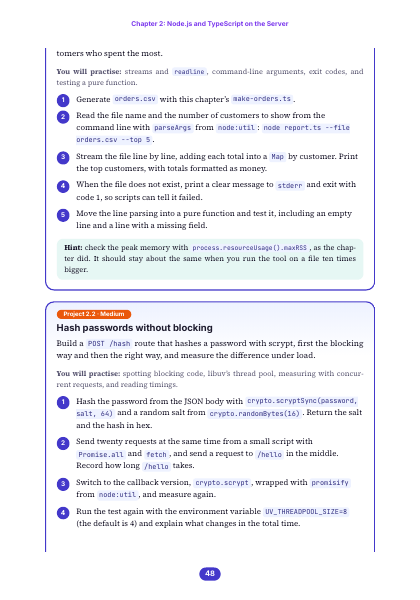 Chapter 2: Node.js and TypeScript on the Server
tomers who spent the most.
You will practise: streams and readline, command-line arguments, exit codes, and
testing a pure function.
1 Generate orders.csv with this chapter's make-orders.ts.
2 Read the file name and the number of customers to show from the
command line with parseArgs from node:util: node report.ts --file
orders.csv --top 5.
3 Stream the file line by line, adding each total into a Map by customer. Print
the top customers, with totals formatted as money.
4 When the file does not exist, print a clear message to stderr and exit with
code 1, so scripts can tell it failed.
5 Move the line parsing into a pure function and test it, including an empty
line and a line with a missing field.
Hint: check the peak memory with process.resourceUsage().maxRSS, as the chap-
ter did. It should stay about the same when you run the tool on a file ten times
bigger.
Project 2.2 · Medium
Hash passwords without blocking
Build a POST /hash route that hashes a password with scrypt, first the blocking
way and then the right way, and measure the difference under load.
You will practise: spotting blocking code, libuv's thread pool, measuring with concur-
rent requests, and reading timings.
1 Hash the password from the JSON body with crypto.scryptSync(password,
salt, 64) and a random salt from crypto.randomBytes(16). Return the salt
and the hash in hex.
2 Send twenty requests at the same time from a small script with
Promise.all and fetch, and send a request to /hello in the middle.
Record how long /hello takes.
3 Switch to the callback version, crypto.scrypt, wrapped with promisify
from node:util, and measure again.
4 Run the test again with the environment variable UV_THREADPOOL_SIZE=8
(the default is 4) and explain what changes in the total time.
48